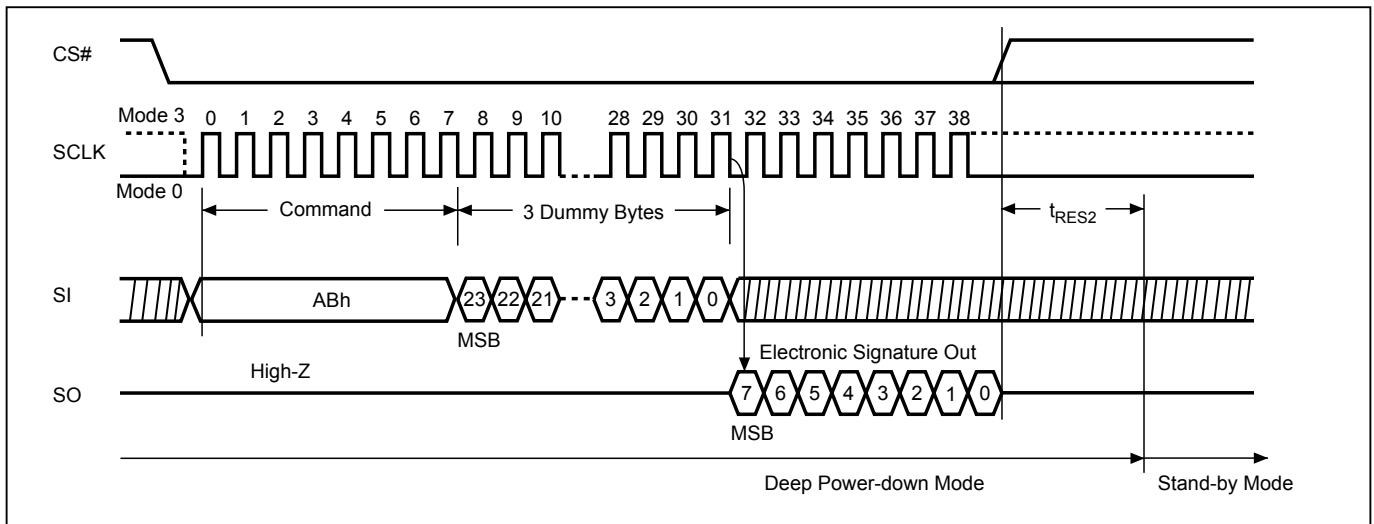 CS#
Mode 3 0 1 2 3 4 5 6 7 8 9 10 28 29 30 31 32 33 34 35 36 37 38
SCLK
Mode 0
Command 3 Dummy Bytes tRES2
SI ABh 23 22 21 3 2 1 0
MSB
Electronic Signature Out
High-Z
SO 7 6 5 4 3 2 1 0
MSB
Deep Power-down Mode Stand-by Mode